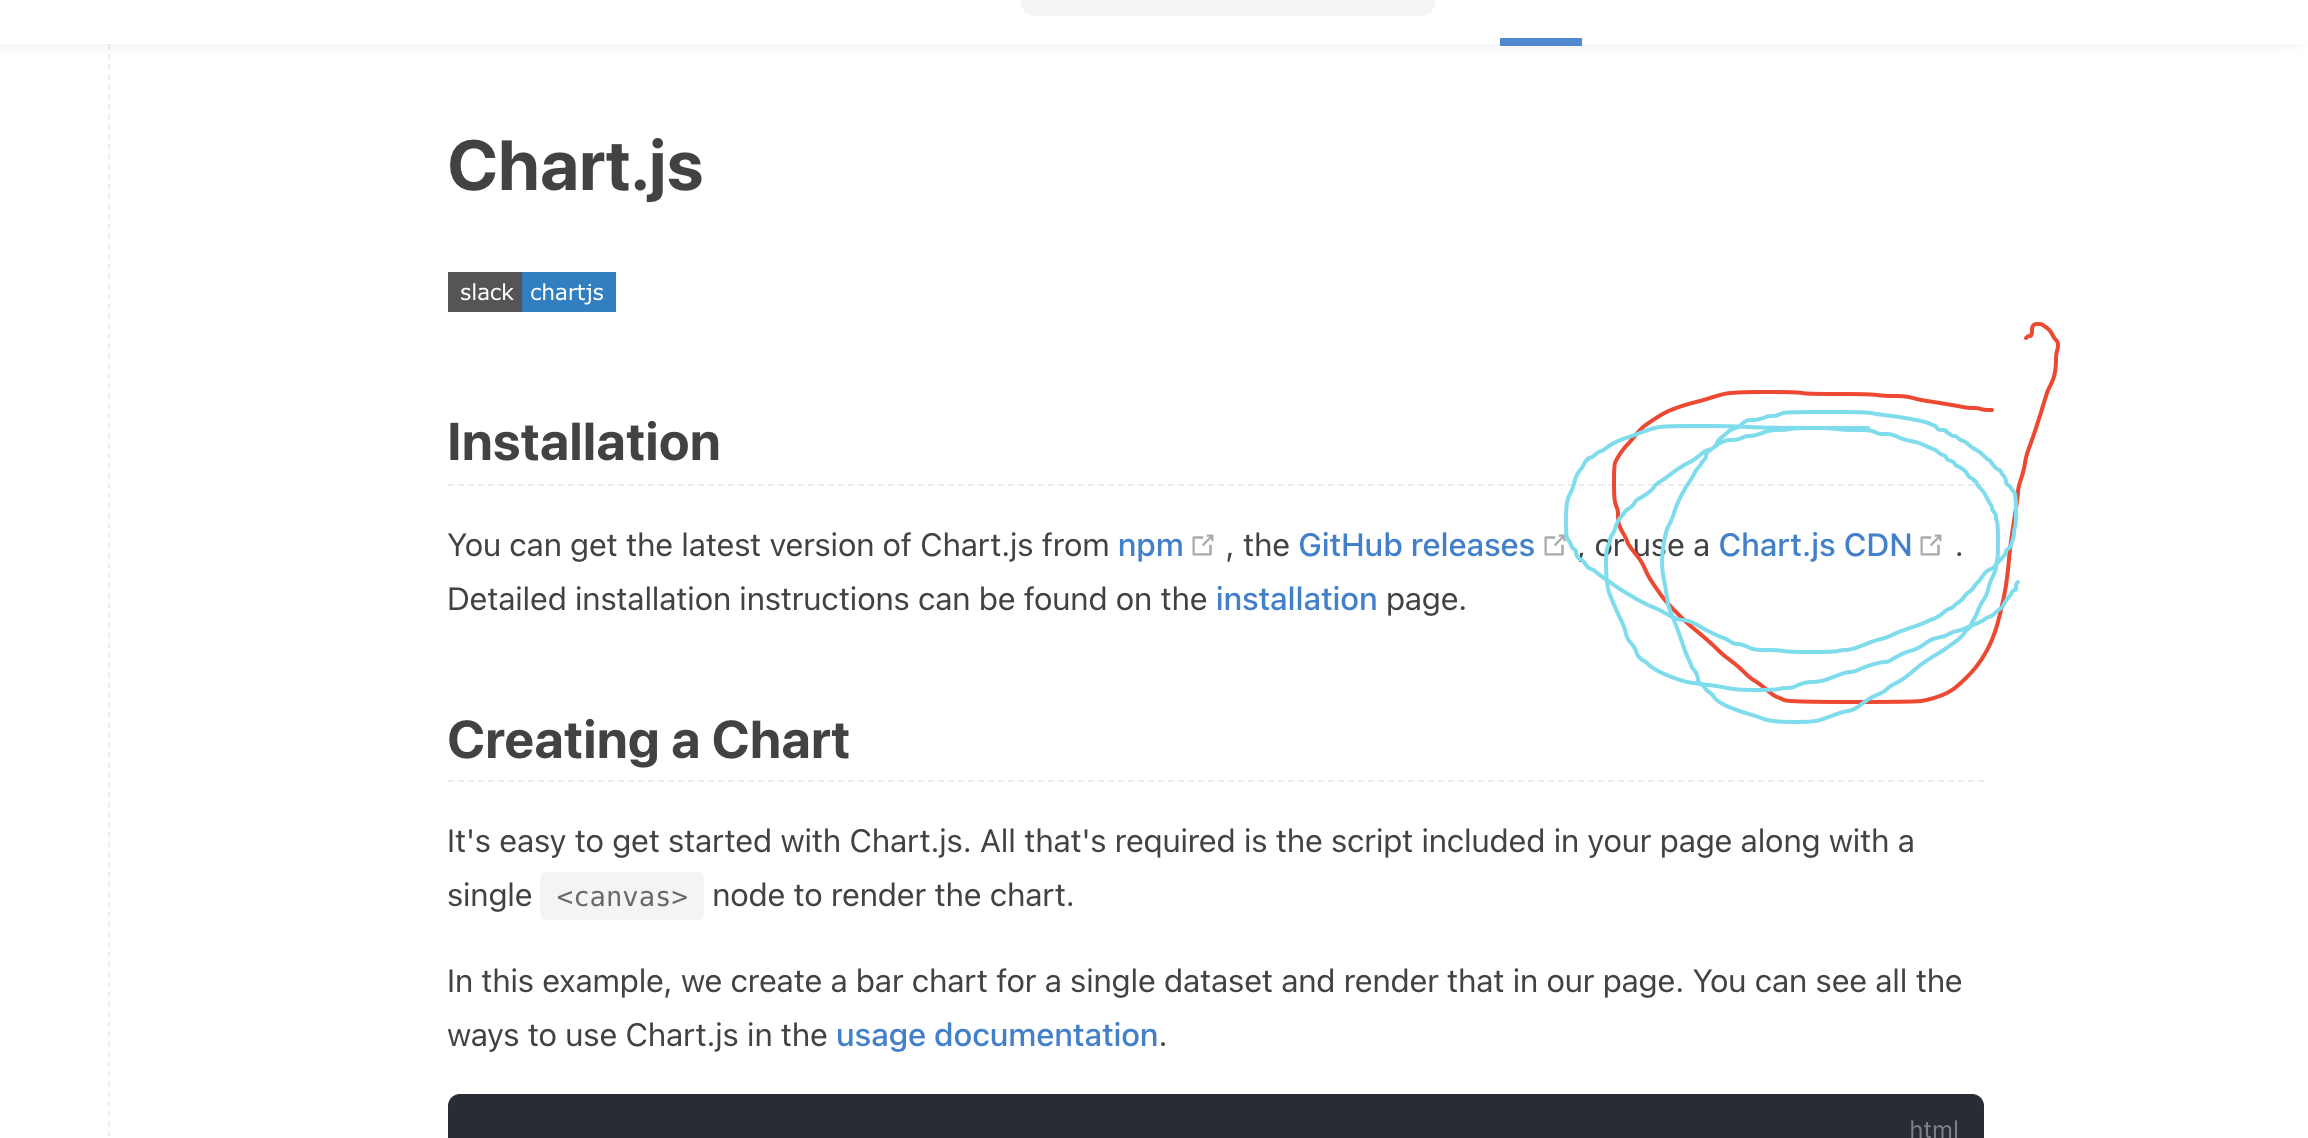 Chart.js
slack chartjs
Installation
You can get the latest version of Chart.js from npm , the GitHub releases , or use a Chart.js CDN .
Detailed installation instructions can be found on the installation page.
Creating a Chart
It's easy to get started with Chart.js. All that's required is the script included in your page along with a
single <canvas> node to render the chart.
In this example, we create a bar chart for a single dataset and render that in our page. You can see all the
ways to use Chart.js in the usage documentation.
html